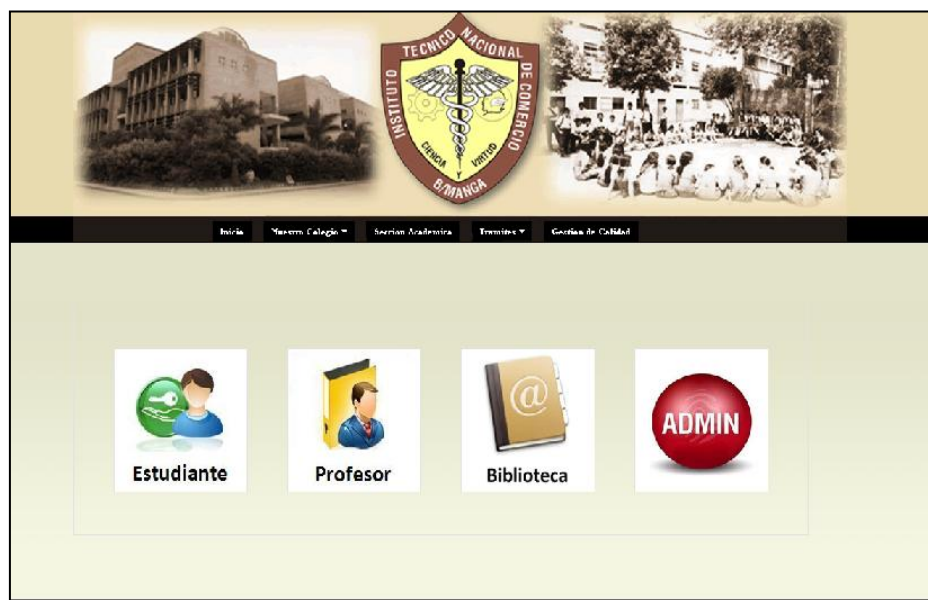 INSTITUTO TECNICO NACIONAL DE COMERCIO
CIENCIA Y VIRTUD
B/MANGA
Inicio Nuestro Colegio Seccion Academica Tramites Gestion de Calidad
Estudiante Profesor Biblioteca ADMIN
@